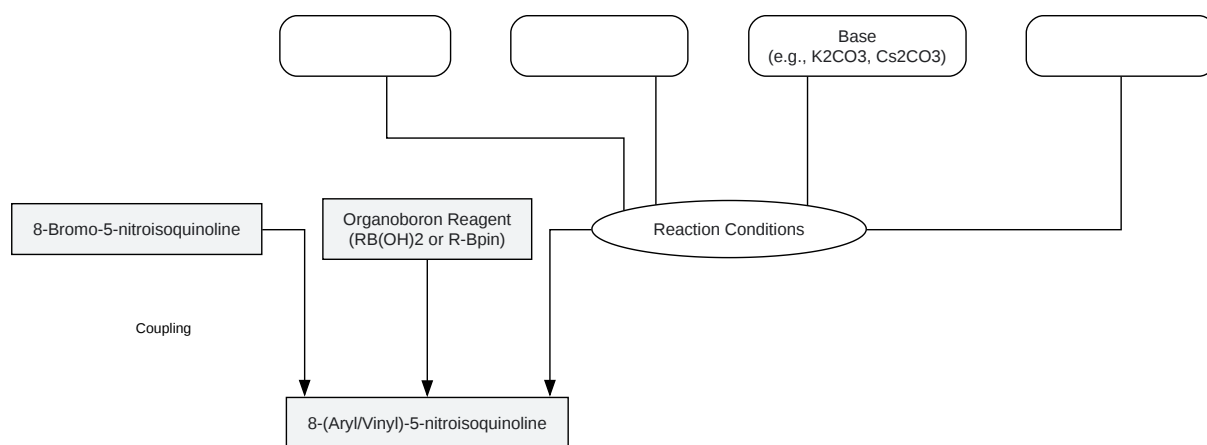 Base
(e.g., K2CO3, Cs2CO3)
8-Bromo-5-nitroisoquinoline
Organoboron Reagent
(RB(OH)2 or R-Bpin)
Reaction Conditions
Coupling
8-(Aryl/Vinyl)-5-nitroisoquinoline